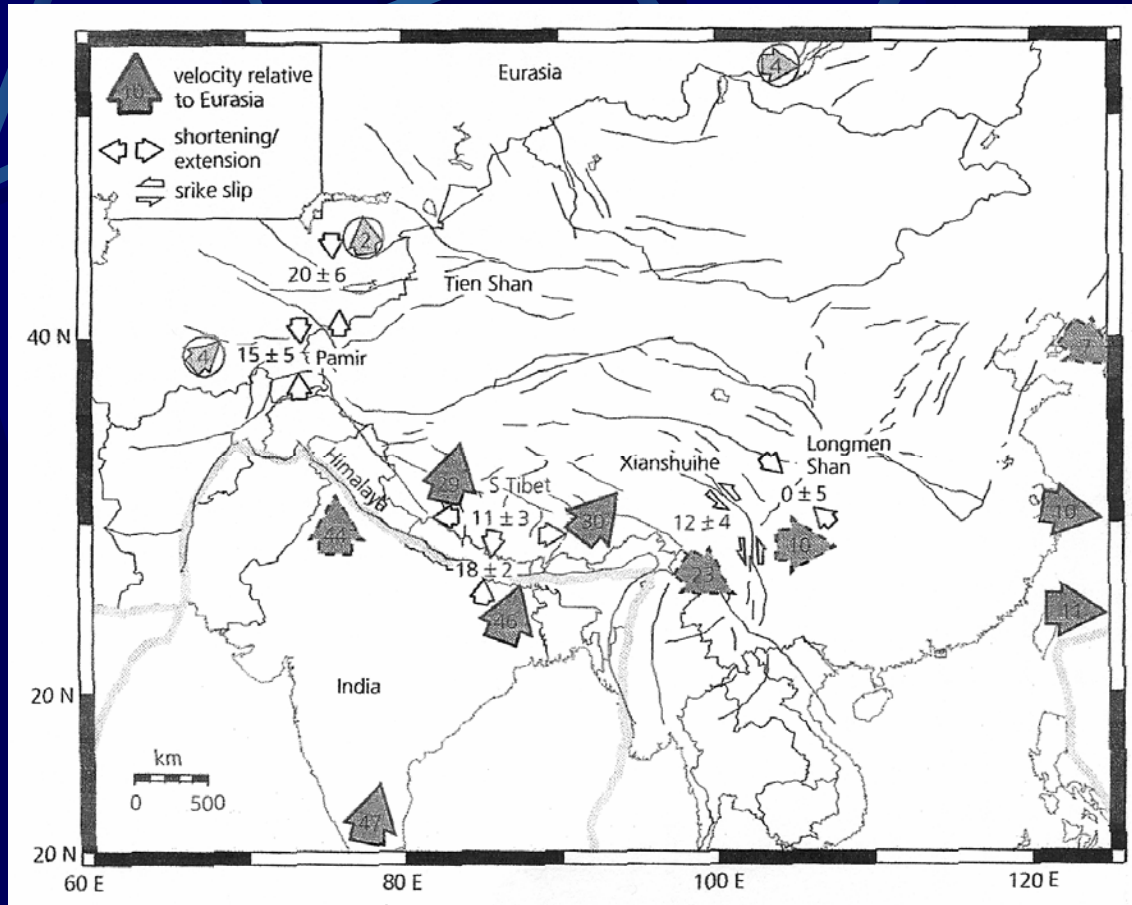 10
velocity relative
to Eurasia
shortening/
extension
srike slip
Eurasia
4
2
20 ± 6
Tien Shan
40 N
4
15 ± 5
Pamir
7
Himalaya
29
S Tibet
Xianshuihe
Longmen
Shan
0 ± 5
44
11 ± 3
30
12 ± 4
10
10
18 ± 2
23
46
11
20 N
India
km
0 500
47
20 N
60 E
80 E
100 E
120 E